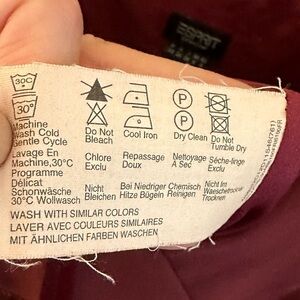 ESPRIT
30C
30°
P
P
Machine
Wash Cold
Gentle Cycle
Do Not
Bleach
Cool Iron
Dry Clean
Do Not
Tumble Dry
Lavage En
Machine,30°C
Programme
Délicat
Chlore
Exclu
Repassage
Doux
Nettoyage
A Sec
Séche-linge
Exclu
Schonwäsche
30°C Wollwasch
Nicht
Bleichen
Bei Niedriger
Hitze Bügeln
Chemisch
Reinigen
Nicht Im
Waeschetrockner
Trocknen
WASH WITH SIMILAR COLORS
LAVER AVEC COULEURS SIMILAIRES
MIT ÄHNLICHEN FARBEN WASCHEN